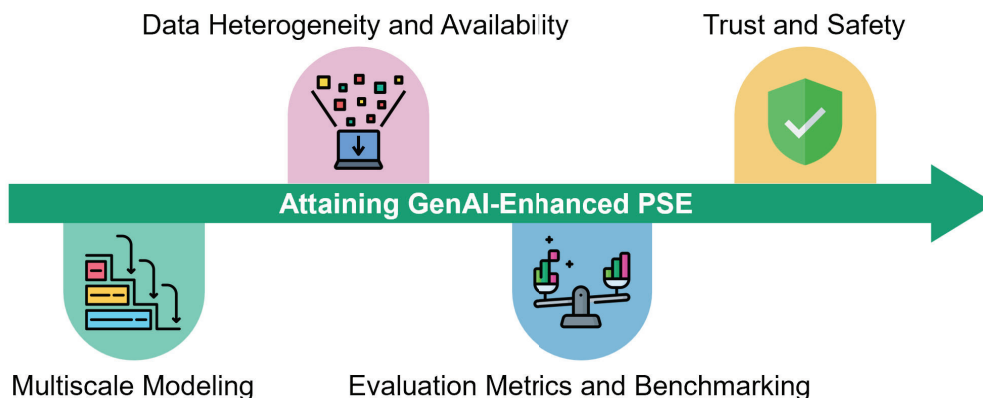 Data Heterogeneity and Availability
Trust and Safety
Attaining GenAI-Enhanced PSE
Multiscale Modeling
Evaluation Metrics and Benchmarking